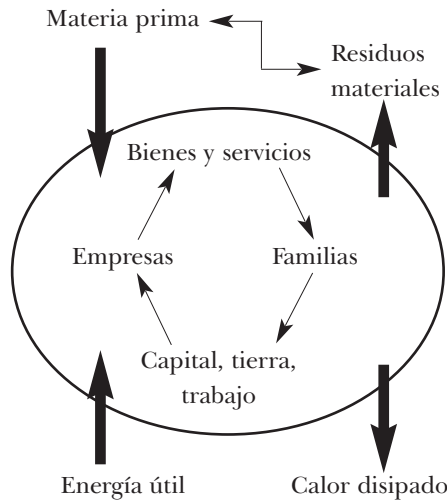 Materia prima
Residuos
materiales
Bienes y servicios
Empresas
Familias
Capital, tierra,
trabajo
Energía útil
Calor disipado